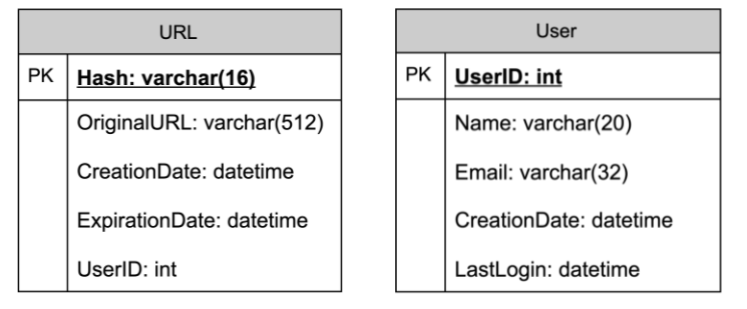 URL
PK Hash: varchar(16)
OriginalURL: varchar(512)
CreationDate: datetime
ExpirationDate: datetime
UserID: int
User
PK UserID: int
Name: varchar(20)
Email: varchar(32)
CreationDate: datetime
LastLogin: datetime